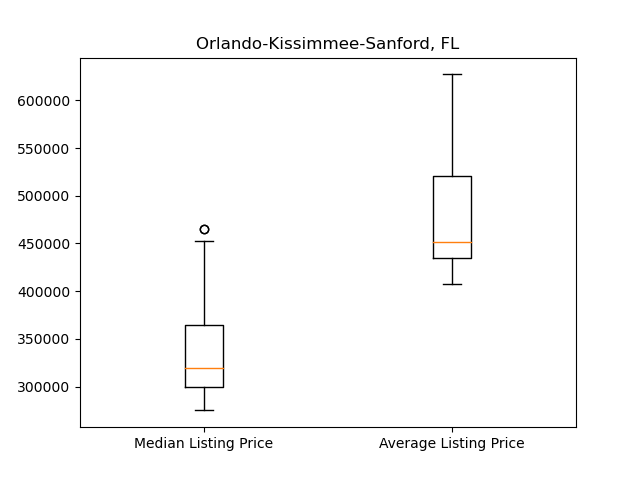 Orlando-Kissimmee-Sanford, FL
600000
550000
500000
450000
400000
350000
300000
Median Listing Price
Average Listing Price